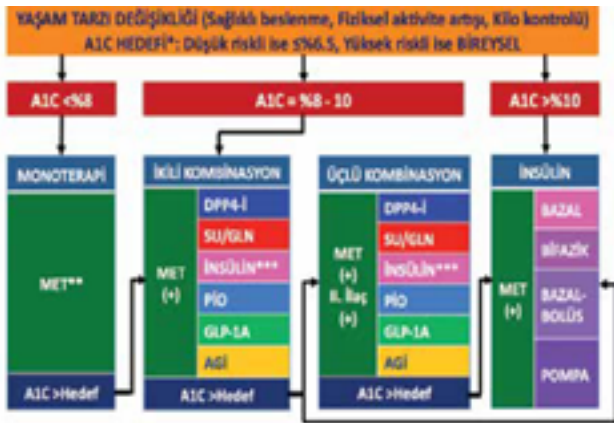 YAŞAM TARZI DEĞİŞİKLİĞİ (Sağlıklı beslenme, Fiziksel aktivite artışı, Kilo kontrolü)
A1C HEDEFİ*: Düşük riskli ise ≤%6.5, Yüksek riskli ise BİREYSEL
A1C <%8
A1C = %8 - 10
A1C >%10
MONOTERAPİ
MET**
A1C >Hedef
İKİLİ KOMBİNASYON
MET
(+)
DPP4-İ
SU/GLN
İNSÜLİN***
PİO
GLP-1A
AGİ
A1C >Hedef
ÜÇLÜ KOMBİNASYON
MET
(+)
II. İlaç
(+)
DPP4-İ
SU/GLN
İNSÜLİN***
PİO
GLP-1A
AGİ
A1C >Hedef
İNSÜLİN
MET
(+)
BAZAL
BİFAZİK
BAZAL-
BOLÜS
POMPA